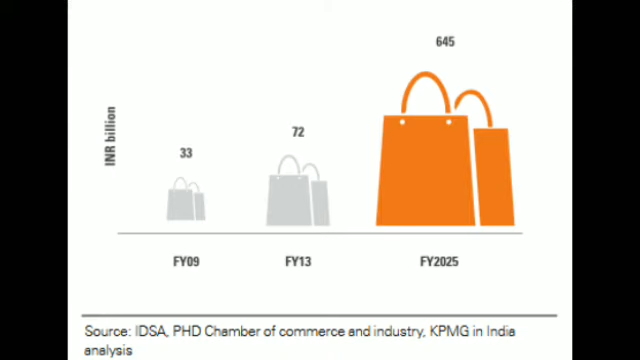 645
72
33
INR billion
FY09 FY13 FY2025
Source: IDSA, PHD Chamber of commerce and industry, KPMG in India
analysis